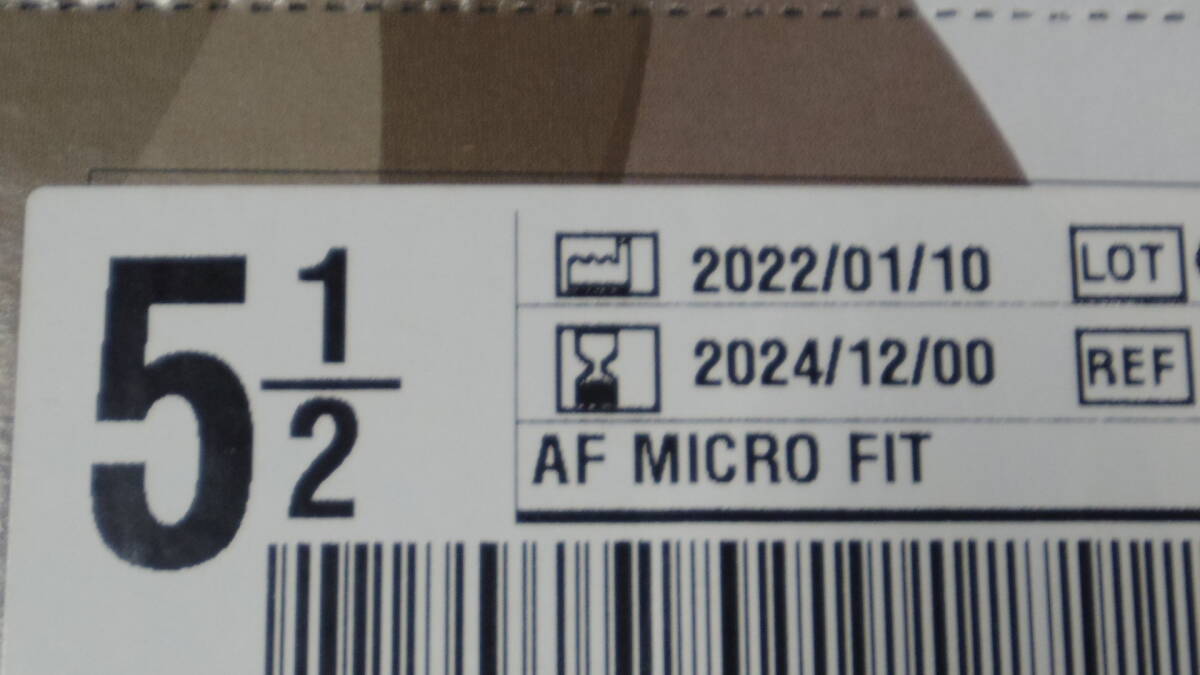 5 1/2
2022/01/10 LOT
2024/12/00 REF
AF MICRO FIT